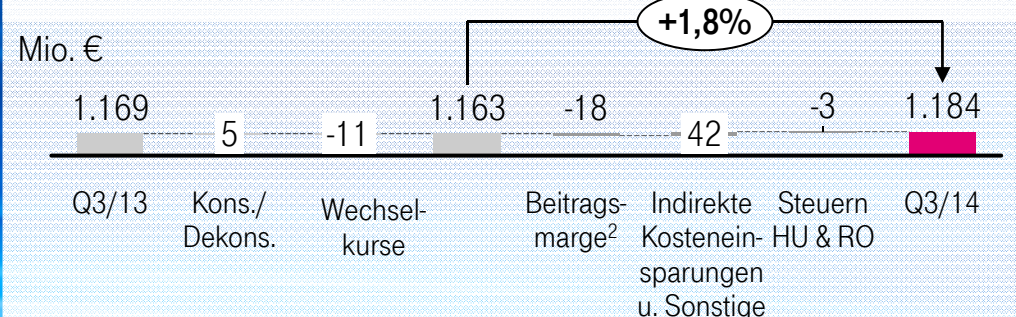 +1,8%
Mio. €
1.169 5 -11 1.163 -18 42 -3 1.184
Q3/13
Kons./
Dekons.
Wechsel-
kurse
Beitrags-
marge²
Indirekte
Kostenein-
sparungen
u. Sonstige
Steuern
HU & RO
Q3/14